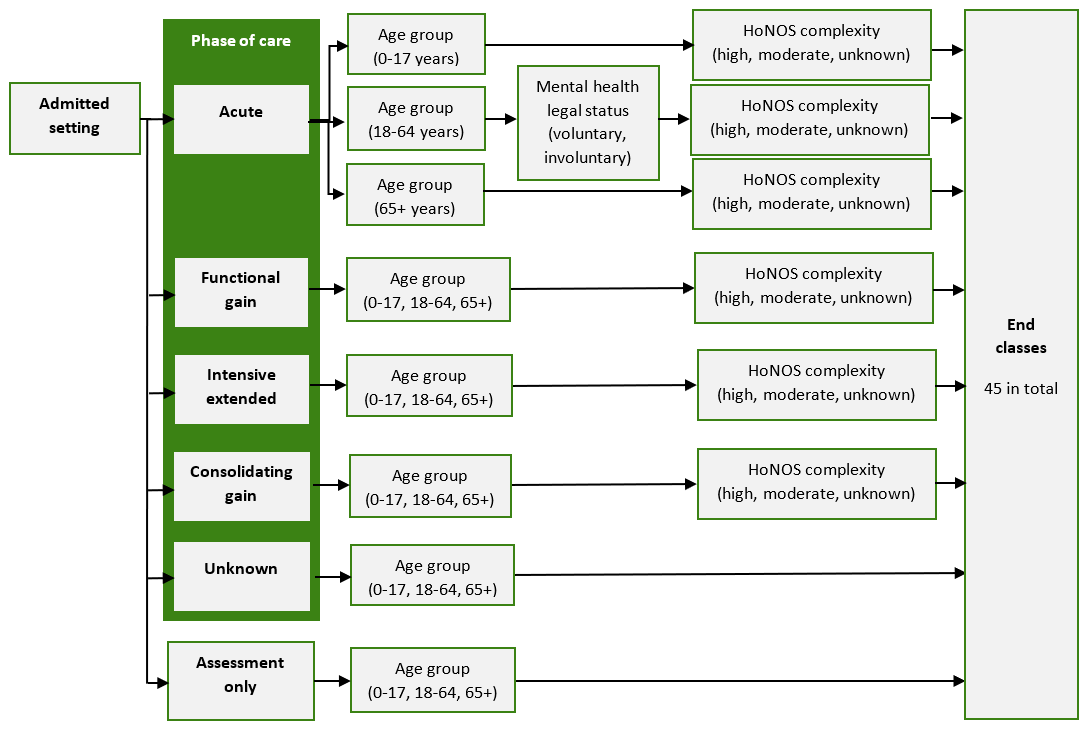 Admitted
setting
Phase of care
Acute
Age group
(0-17 years)
HoNOS complexity
(high, moderate, unknown)
Age group
(18-64 years)
Mental health
legal status
(voluntary,
involuntary)
HoNOS complexity
(high, moderate, unknown)
Age group
(65+ years)
HoNOS complexity
(high, moderate, unknown)
Functional
gain
Age group
(0-17, 18-64, 65+)
HoNOS complexity
(high, moderate, unknown)
Intensive
extended
Age group
(0-17, 18-64, 65+)
HoNOS complexity
(high, moderate, unknown)
Consolidating
gain
Age group
(0-17, 18-64, 65+)
HoNOS complexity
(high, moderate, unknown)
Unknown
Age group
(0-17, 18-64, 65+)
Assessment
only
Age group
(0-17, 18-64, 65+)
End
classes
45 in total